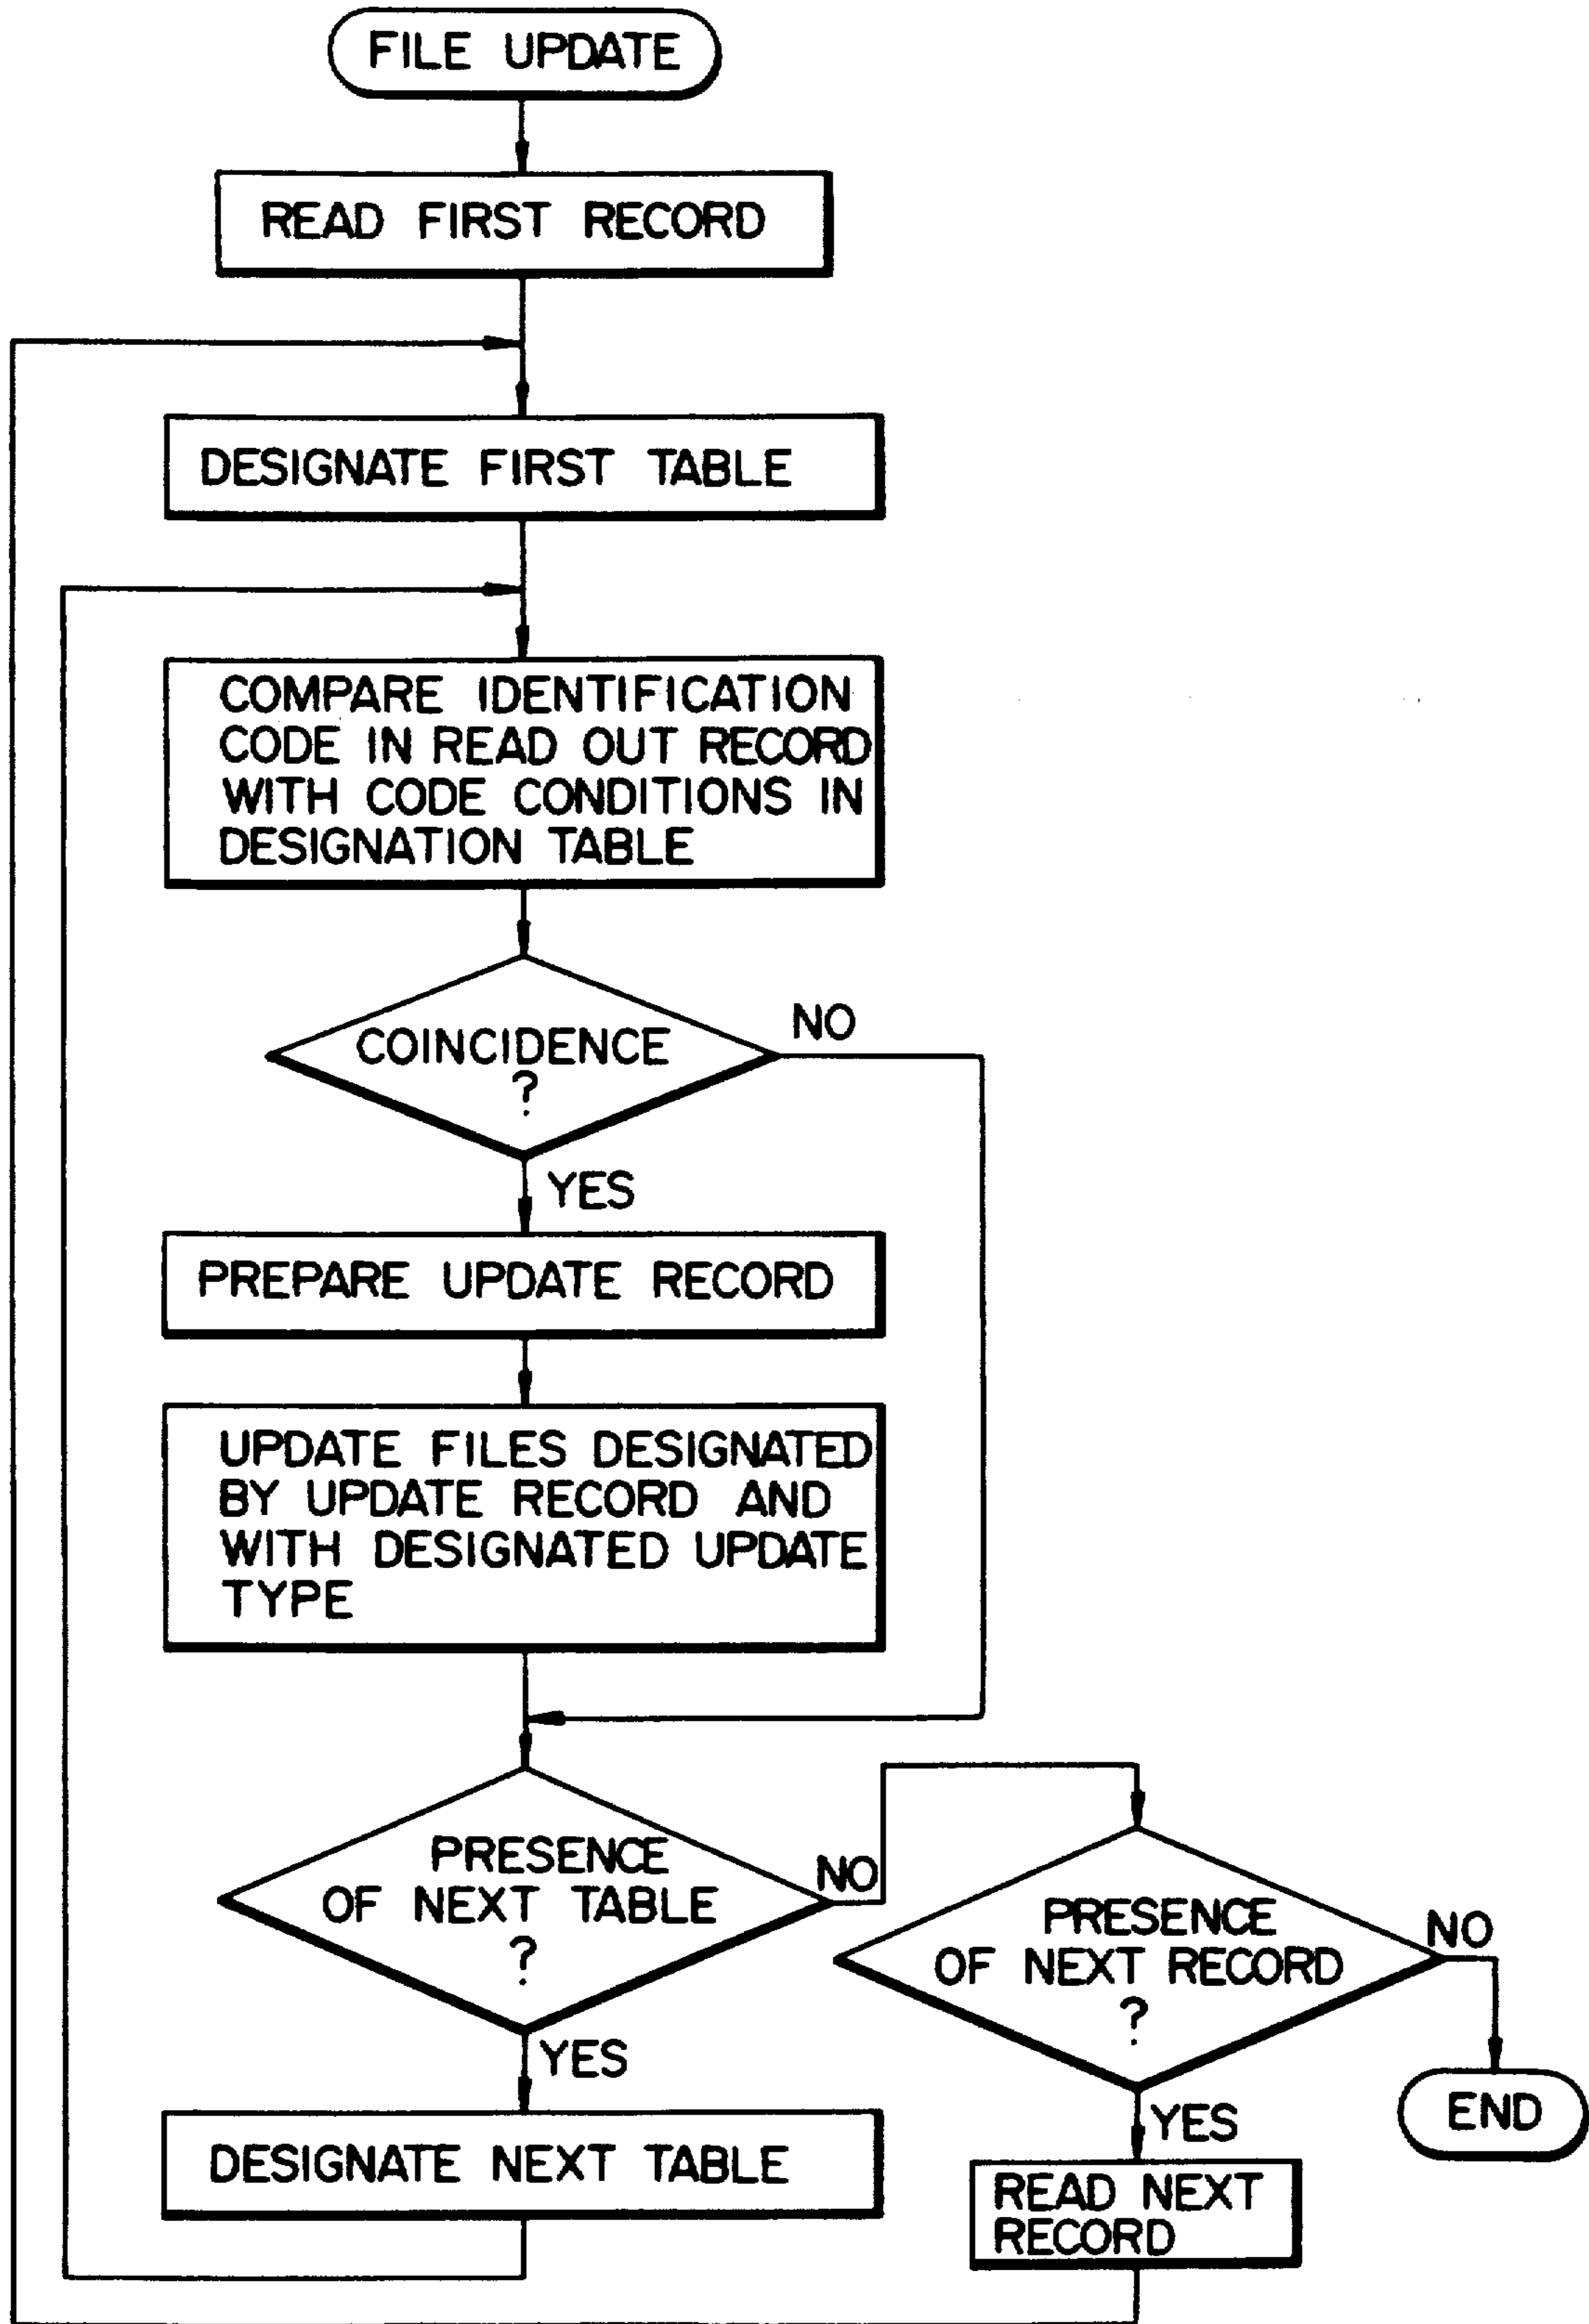 FILE UPDATE
READ FIRST RECORD
DESIGNATE FIRST TABLE
COMPARE IDENTIFICATION
CODE IN READ OUT RECORD
WITH CODE CONDITIONS IN
DESIGNATION TABLE
COINCIDENCE
?
NO
YES
PREPARE UPDATE RECORD
UPDATE FILES DESIGNATED
BY UPDATE RECORD AND
WITH DESIGNATED UPDATE
TYPE
PRESENCE
OF NEXT TABLE
?
NO
YES
DESIGNATE NEXT TABLE
PRESENCE
OF NEXT RECORD
?
NO
END
YES
READ NEXT
RECORD